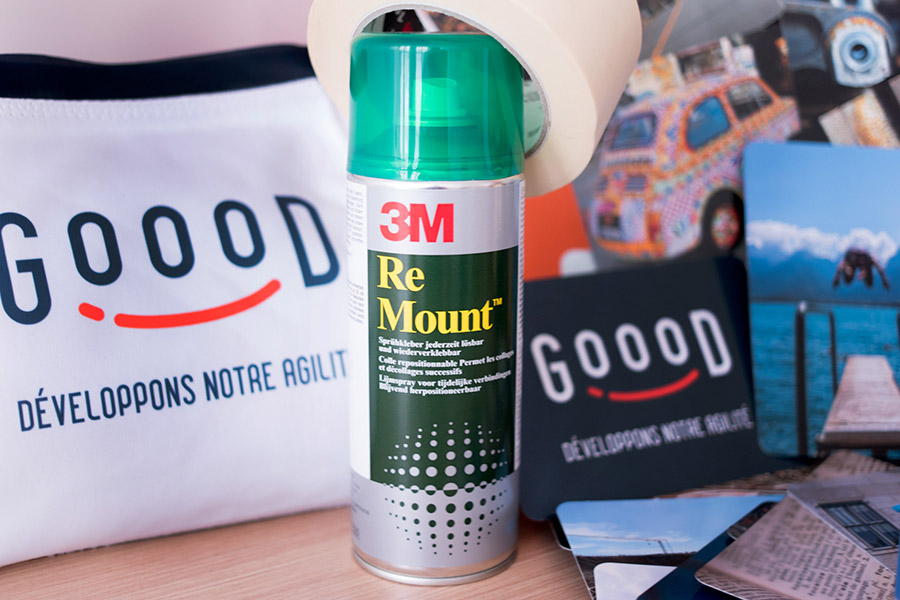 GOOOD
DÉVELOPPONS NOTRE AGILIT
3M
Re
Mount™
Sprühkleber jederzeit lösbar
und wiederverklebbar
Colle repositionnable Permet les collages
et décollages successifs
Lijmspray voor tijdelijke verbindingen
Blijvend herpositioneerbaar
GOOOD
DÉVELOPPONS NOTRE AGILITÉ